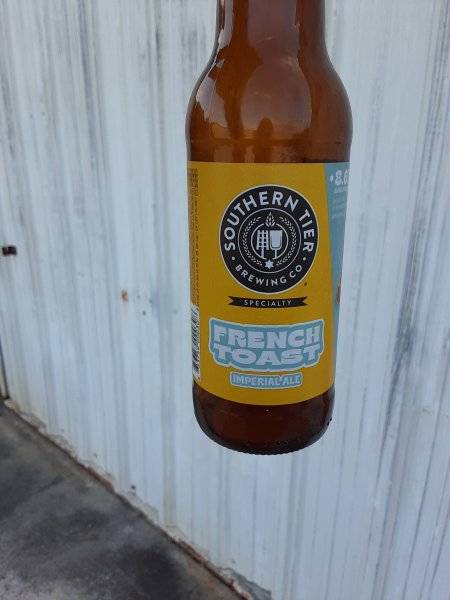 SOUTHERN TIER
BREWING CO.
SPECIALTY
FRENCH
TOAST
IMPERIAL ALE